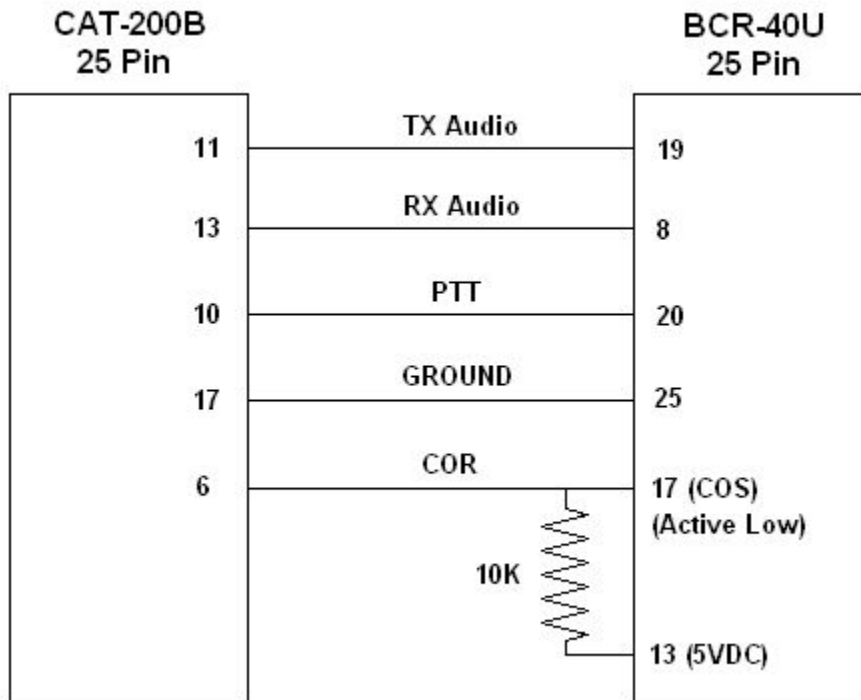 CAT-200B
25 Pin
BCR-40U
25 Pin
11
TX Audio
19
13
RX Audio
8
10
PTT
20
17
GROUND
25
6
COR
17 (COS)
(Active Low)
10K
13 (5VDC)